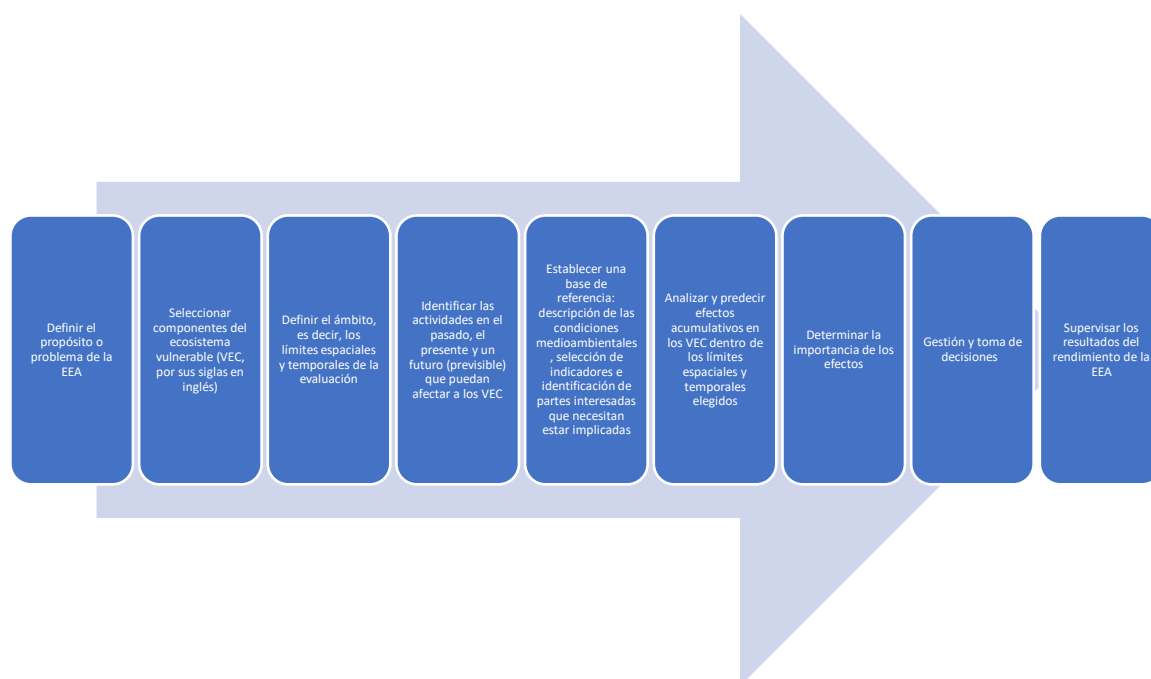 Definir el
propósito o
problema de la
EEA
Seleccionar
componentes del
ecosistema
vulnerable (VEC,
por sus siglas en
inglés)
Definir el ámbito,
es decir, los
límites espaciales
y temporales de la
evaluación
Identificar las
actividades en el
pasado, el
presente y un
futuro (previsible)
que puedan
afectar a los VEC
Establecer una
base de
referencia:
descripción de las
condiciones
medioambientales
, selección de
indicadores e
identificación de
partes interesadas
que necesitan
estar implicadas
Analizar y predecir
efectos
acumulativos en
los VEC dentro de
los límites
espaciales y
temporales
elegidos
Determinar la
importancia de los
efectos
Gestión y toma de
decisiones
Supervisar los
resultados del
rendimiento de la
EEA